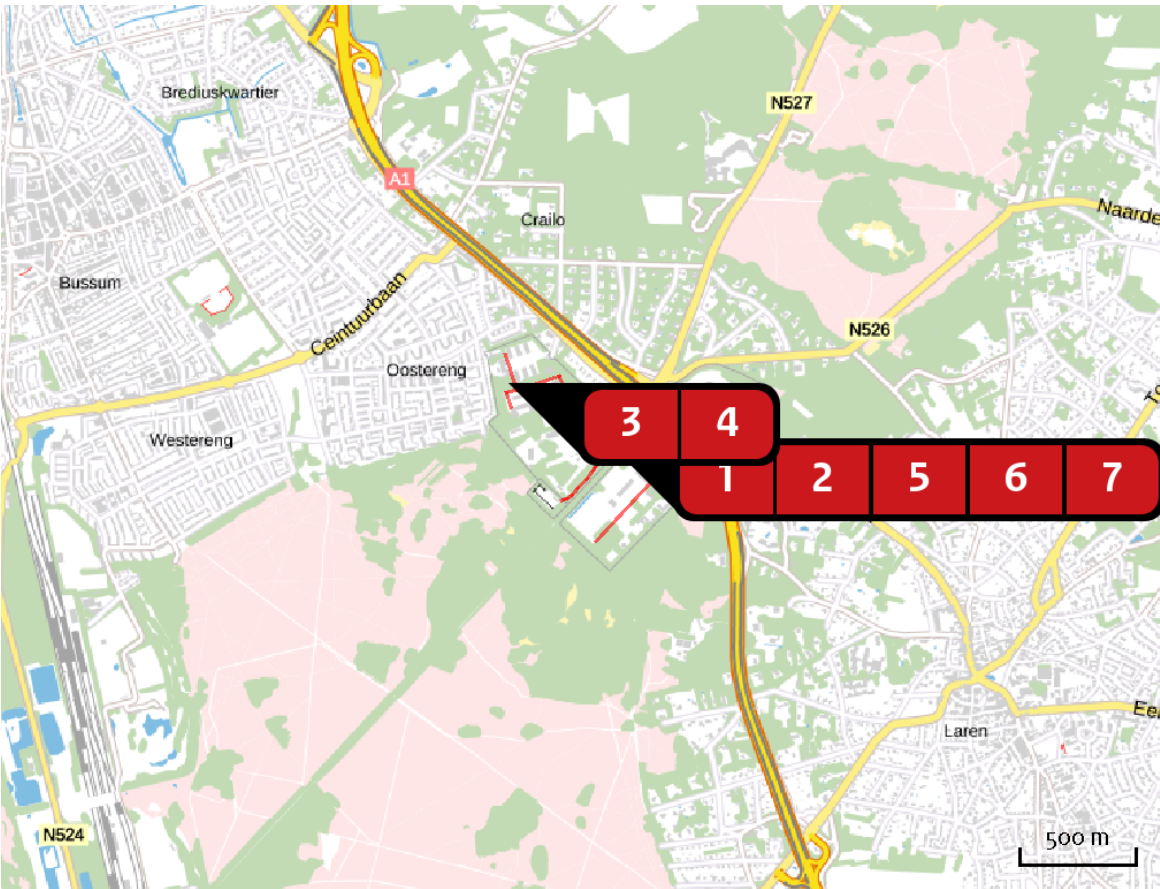 Brediuskwartier
N527
A1
Naarde
Crailo
Bussum
Ceintuurbaan
N526
Oostereng
3 4
Westereng
1 2 5 6 7
Laren
Ee
N524
500 m